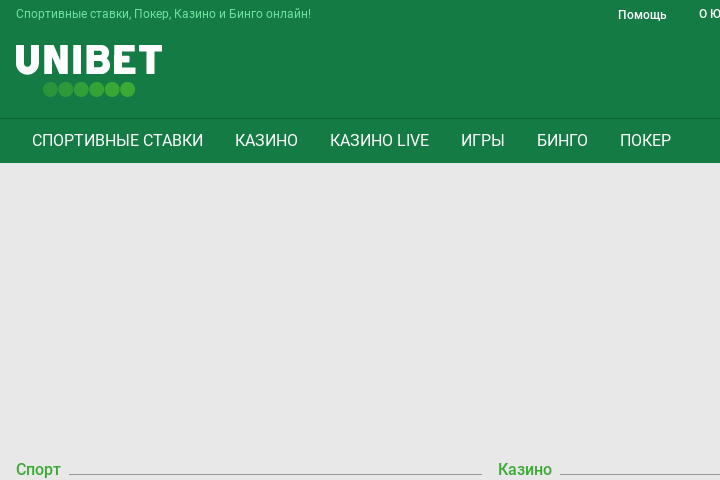 Спортивные ставки, Покер, Казино и Бинго онлайн!
Помощь
О Ю
UNIBET
СПОРТИВНЫЕ СТАВКИ КАЗИНО КАЗИНО LIVE ИГРЫ БИНГО ПОКЕР
Спорт
Казино